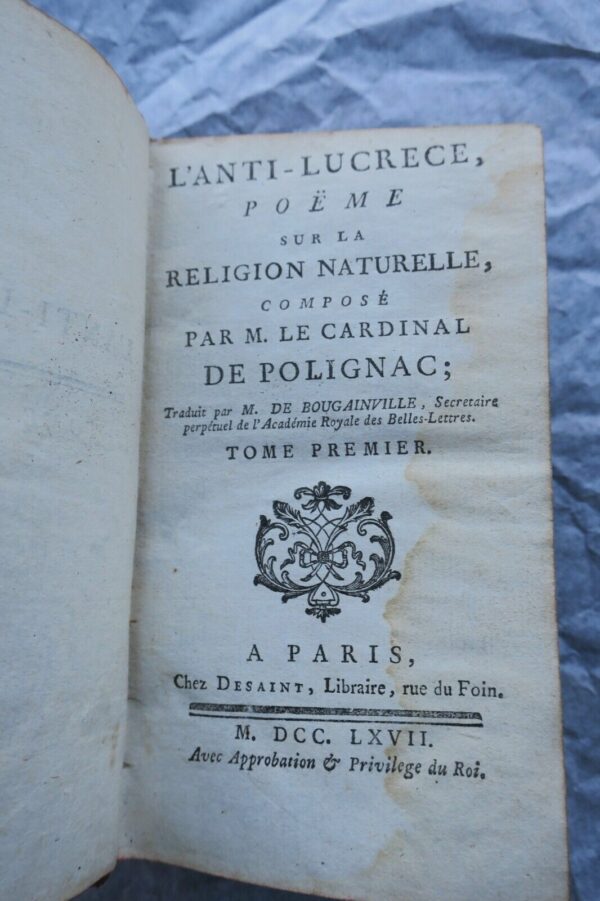 L'ANTI-LUCRECE,
POËME
SUR LA
RELIGION NATURELLE,
COMPOSÉ
PAR M. LE CARDINAL
DE POLIGNAC;
Traduit par M. DE BOUGAINVILLE, Secretaire
perpétuel de l'Académie Royale des Belles-Lettres.
TOME PREMIER.
A PARIS,
Chez DESAINT, Libraire, rue du Foin.
M. DCC. LXVII.
Avec Approbation & Privilege du Roi.